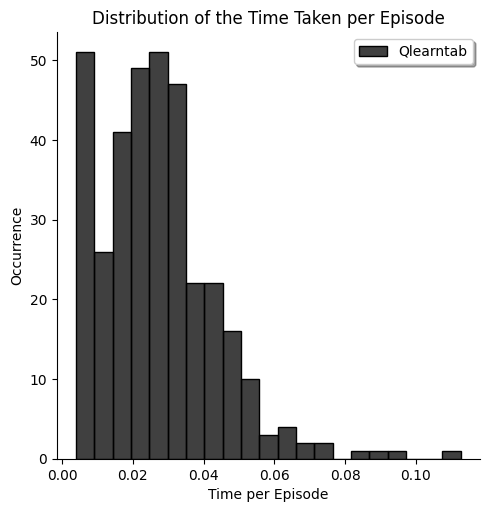 Distribution of the Time Taken per Episode
Qlearntab
50
40
30
20
10
0
Occurrence
0.00 0.02 0.04 0.06 0.08 0.10
Time per Episode